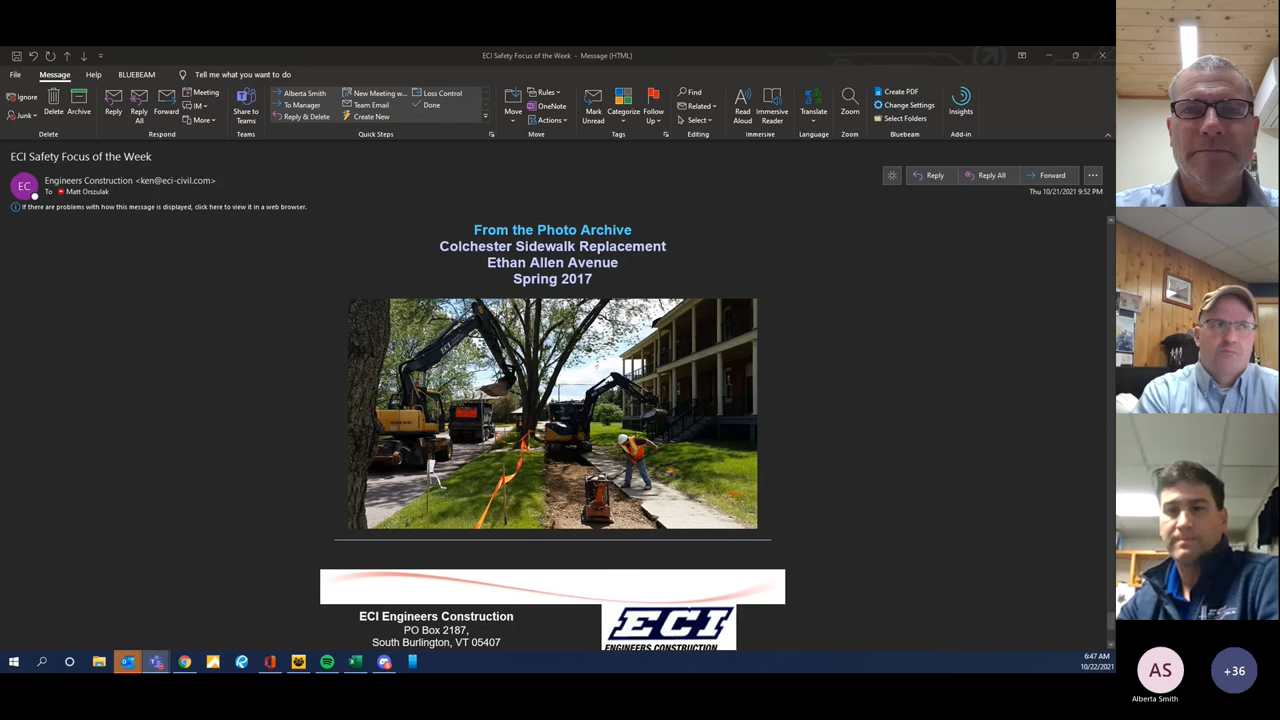 ECI Safety Focus of the Week - Message (HTML)
File Message Help BLUEBEAM Tell me what you want to do
Ignore
Junk
Delete
Archive
Reply
Reply All
Forward
Meeting
IM
More
Share to Teams
Alberta Smith
To Manager
Reply & Delete
New Meeting w...
Team Email
Create New
Loss Control
Done
Move
Rules
OneNote
Actions
Mark Unread
Categorize
Follow Up
Find
Related
Select
Read Aloud
Immersive Reader
Translate
Zoom
Create PDF
Change Settings
Select Folders
Insights
Delete Respond Teams Quick Steps Move Tags Editing Immersive Language Zoom Bluebeam Add-in
ECI Safety Focus of the Week
EC
Engineers Construction <ken@eci-civil.com>
To Matt Orszulak
Reply Reply All Forward
Thu 10/21/2021 9:52 PM
If there are problems with how this message is displayed, click here to view it in a web browser.
From the Photo Archive
Colchester Sidewalk Replacement
Ethan Allen Avenue
Spring 2017
ECI Engineers Construction
PO Box 2187,
South Burlington, VT 05407
ECI
ENGINEERS CONSTRUCTION
6:47 AM
10/22/2021
AS
Alberta Smith
+36